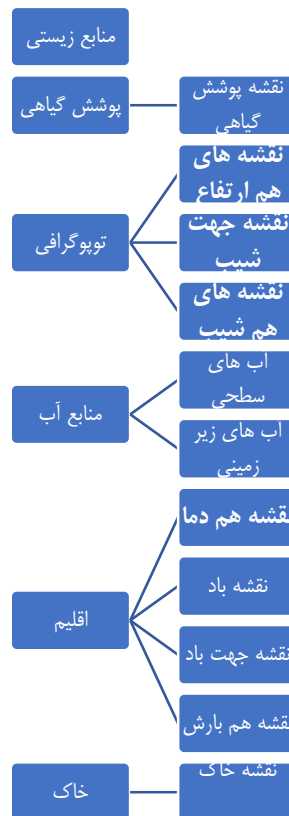 منابع زیستی
پوشش گیاهی
نقشه پوشش
گیاهی
توپوگرافی
نقشه های
هم ارتفاع
نقشه جهت
شیب
نقشه های
هم شیب
منابع آب
آب های
سطحی
آب های زیر
زمینی
اقلیم
نقشه هم دما
نقشه باد
نقشه جهت باد
نقشه هم بارش
خاک
نقشه خاک